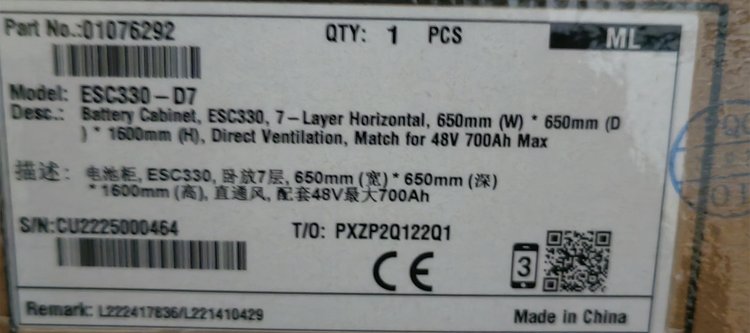 Part No.:01076292 QTY: 1 PCS ML
Model: ESC330-D7
Desc.: Battery Cabinet, ESC330, 7-Layer Horizontal, 650mm (W) * 650mm (D
) * 1600mm (H), Direct Ventilation, Match for 48V 700Ah Max
描述: 电池柜, ESC330, 卧放7层, 650mm (宽) * 650mm (深)
* 1600mm (高), 直通风, 配套48V最大700Ah
S/N:CU2225000464 T/O: PXZP2Q122Q1
CE 3
Remark: L222417836/L221410429 Made in China